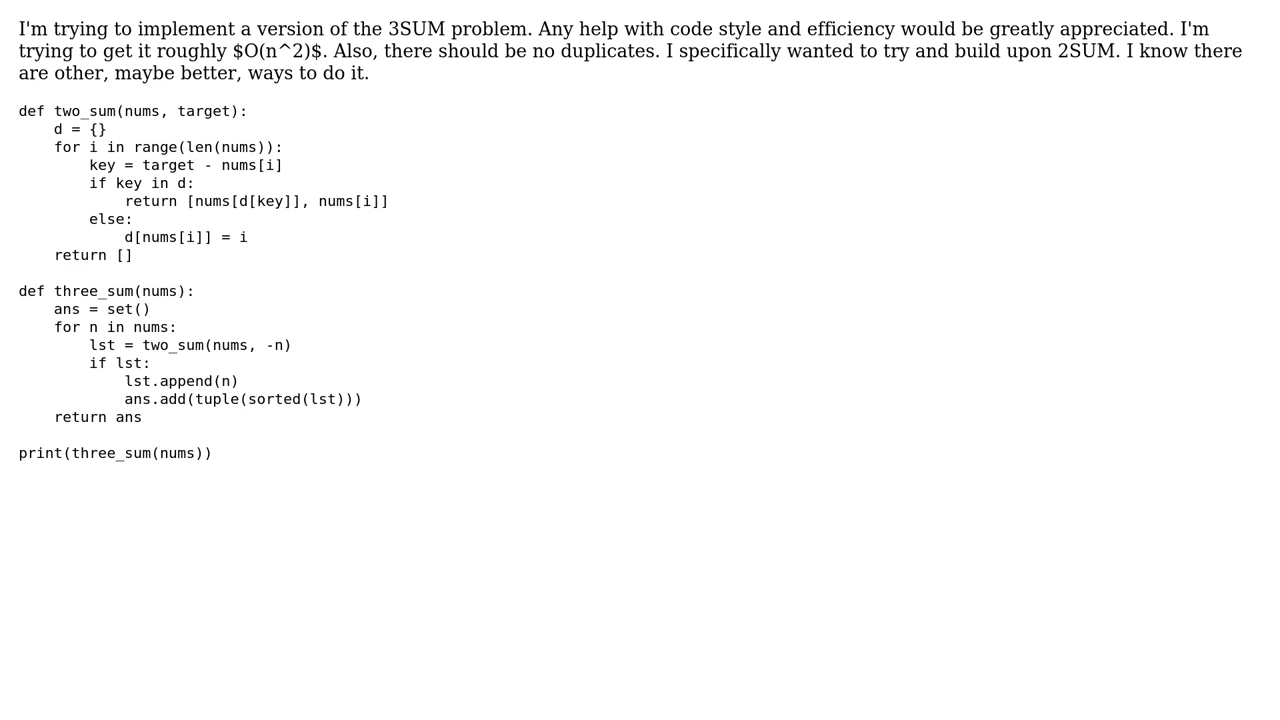 I'm trying to implement a version of the 3SUM problem. Any help with code style and efficiency would be greatly appreciated. I'm
trying to get it roughly $O(n^2)$. Also, there should be no duplicates. I specifically wanted to try and build upon 2SUM. I know there
are other, maybe better, ways to do it.
def two_sum(nums, target):
    d = {}
    for i in range(len(nums)):
        key = target - nums[i]
        if key in d:
            return [nums[d[key]], nums[i]]
        else:
            d[nums[i]] = i
    return []

def three_sum(nums):
    ans = set()
    for n in nums:
        lst = two_sum(nums, -n)
        if lst:
            lst.append(n)
            ans.add(tuple(sorted(lst)))
    return ans

print(three_sum(nums))